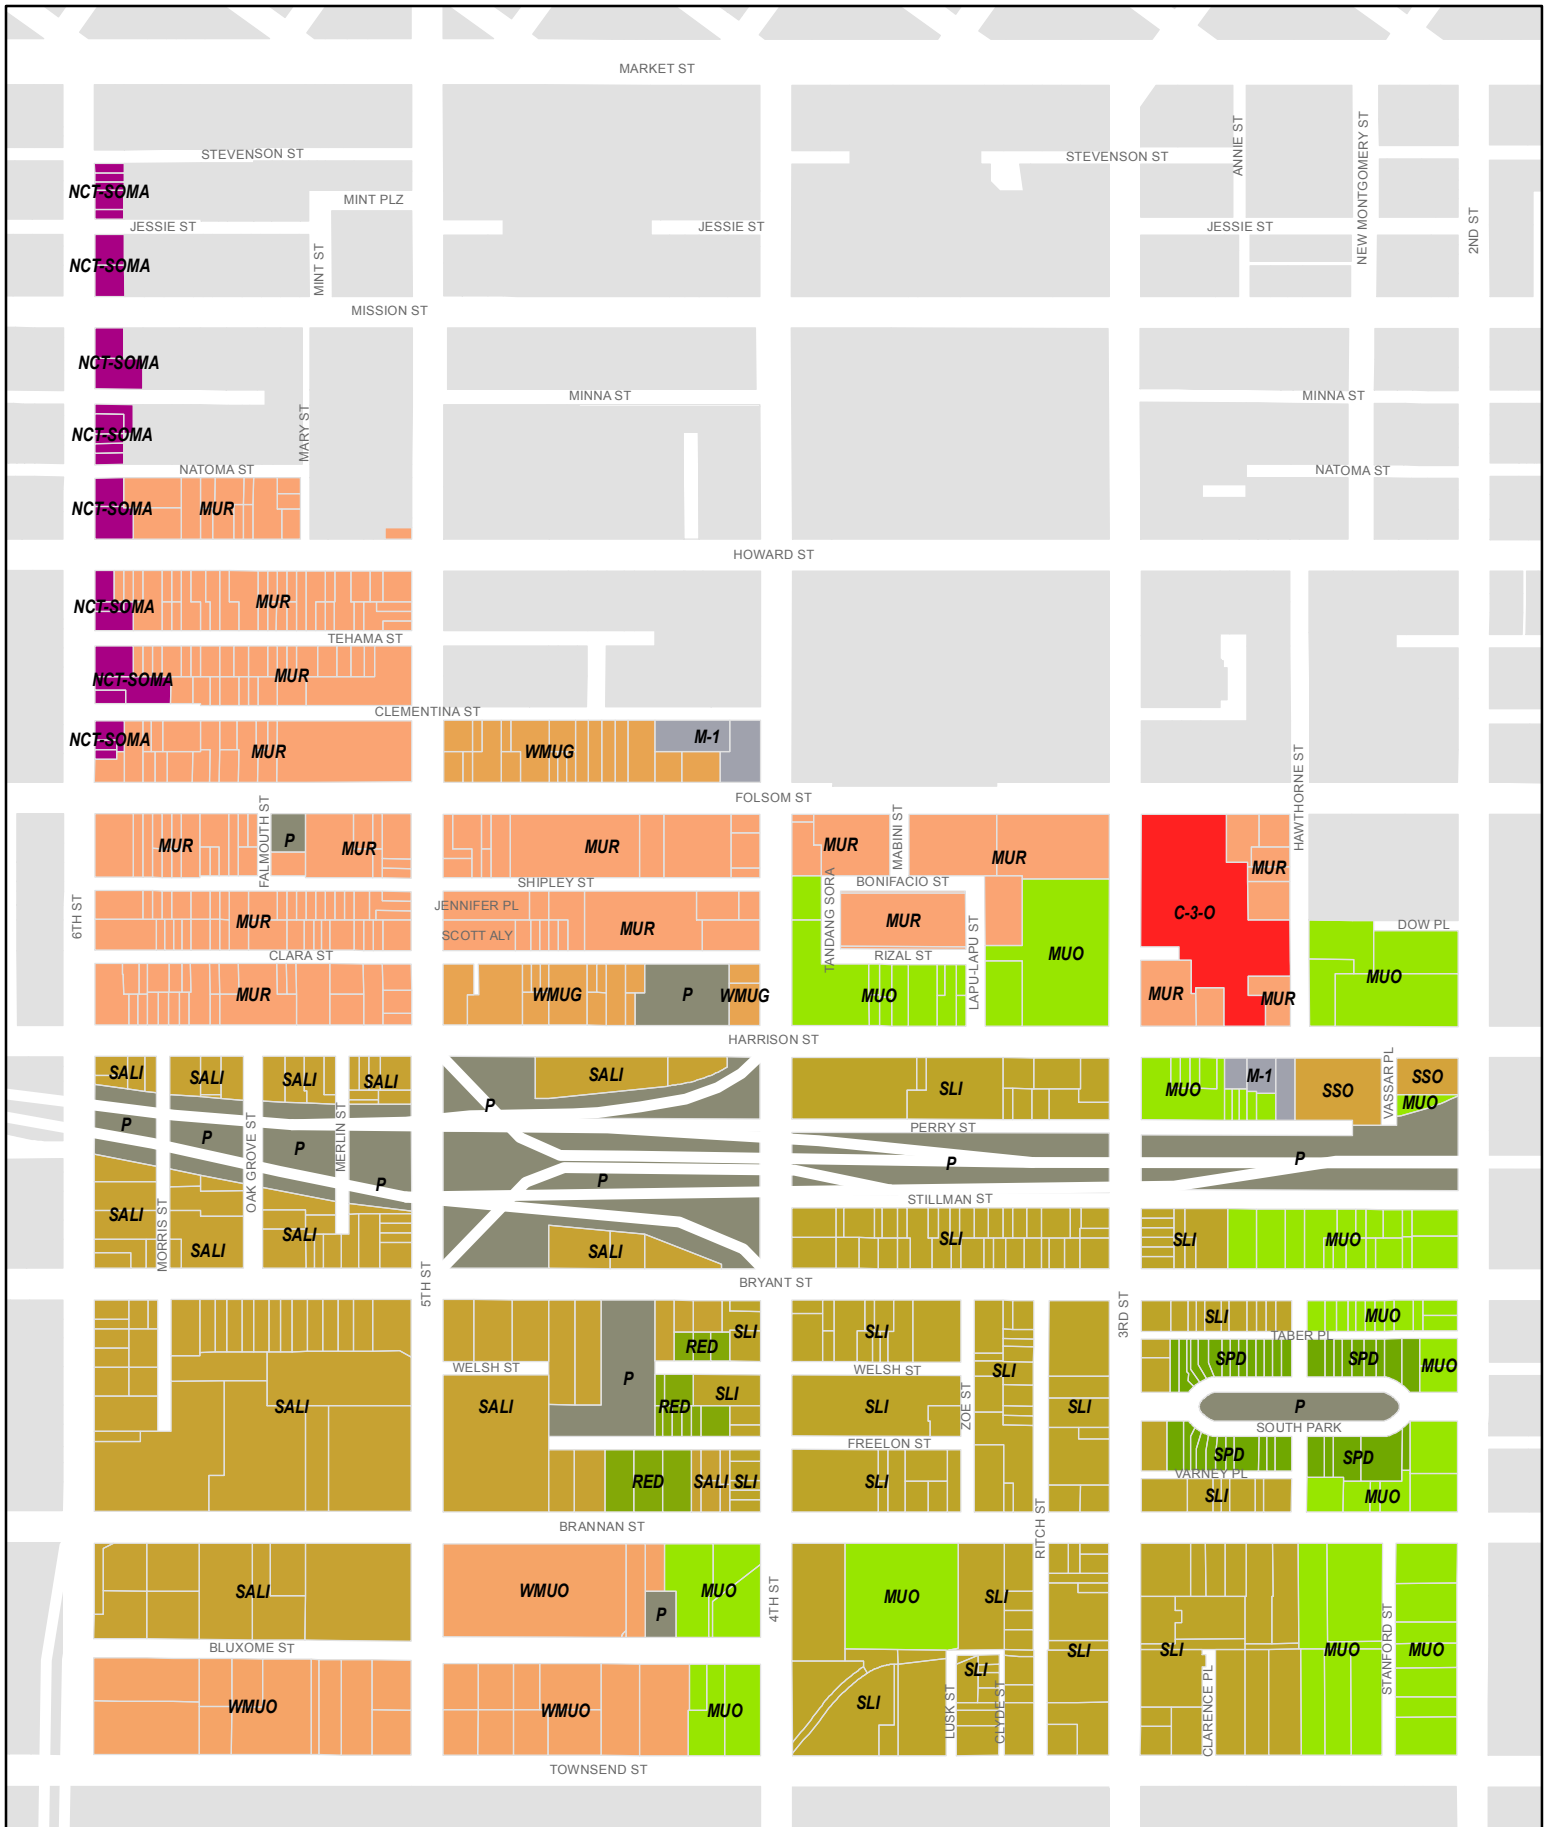 MARKET ST
STEVENSON ST
STEVENSON ST
ANNIE ST
NEW MONTGOMERY ST
NCT-SOMA
MINT PLZ
JESSIE ST
JESSIE ST
JESSIE ST
2ND ST
NCT-SOMA
MINT ST
MISSION ST
NCT-SOMA
MINNA ST
MINNA ST
NCT-SOMA
MARY ST
NATOMA ST
NATOMA ST
NCT-SOMA
MUR
HOWARD ST
NCT-SOMA
MUR
TEHAMA ST
NCT-SOMA
MUR
CLEMENTINA ST
NCT-SOMA
MUR
WMUG
M-1
HAWTHORNE ST
FOLSOM ST
FALMOUTH ST
MABINI ST
MUR
P
MUR
MUR
MUR
MUR
MUR
SHIPLEY ST
BONIFACIO ST
JENNIFER PL
TANDANG SORA
6TH ST
MUR
MUR
MUR
C-3-O
DOW PL
SCOTT ALY
LAPU-LAPU ST
CLARA ST
RIZAL ST
MUO
MUO
MUR
WMUG
P
WMUG
MUO
MUR
MUR
HARRISON ST
SALI
SALI
SALI
SALI
SALI
SLI
MUO
M-1
SSO
VASSAR PL
SSO
MUO
P
PERRY ST
P
P
P
OAK GROVE ST
MERLIN ST
P
P
P
P
STILLMAN ST
SALI
MORRIS ST
SALI
SALI
SALI
SLI
SLI
MUO
5TH ST
BRYANT ST
3RD ST
SLI
SLI
SLI
MUO
TABER PL
RED
WELSH ST
WELSH ST
SLI
SPD
SPD
MUO
P
SALI
SALI
RED
SLI
SLI
ZOE ST
SLI
P
SOUTH PARK
FREELON ST
SPD
SPD
VARNEY PL
RED
SALI
SLI
SLI
SLI
MUO
BRANNAN ST
RITCH ST
SALI
WMUO
MUO
P
4TH ST
MUO
SLI
BLUXOME ST
SLI
SLI
MUO
STANFORD ST
MUO
WMUO
WMUO
MUO
SLI
LUSK ST
SLI
CLYDE ST
CLARENCE PL
TOWNSEND ST